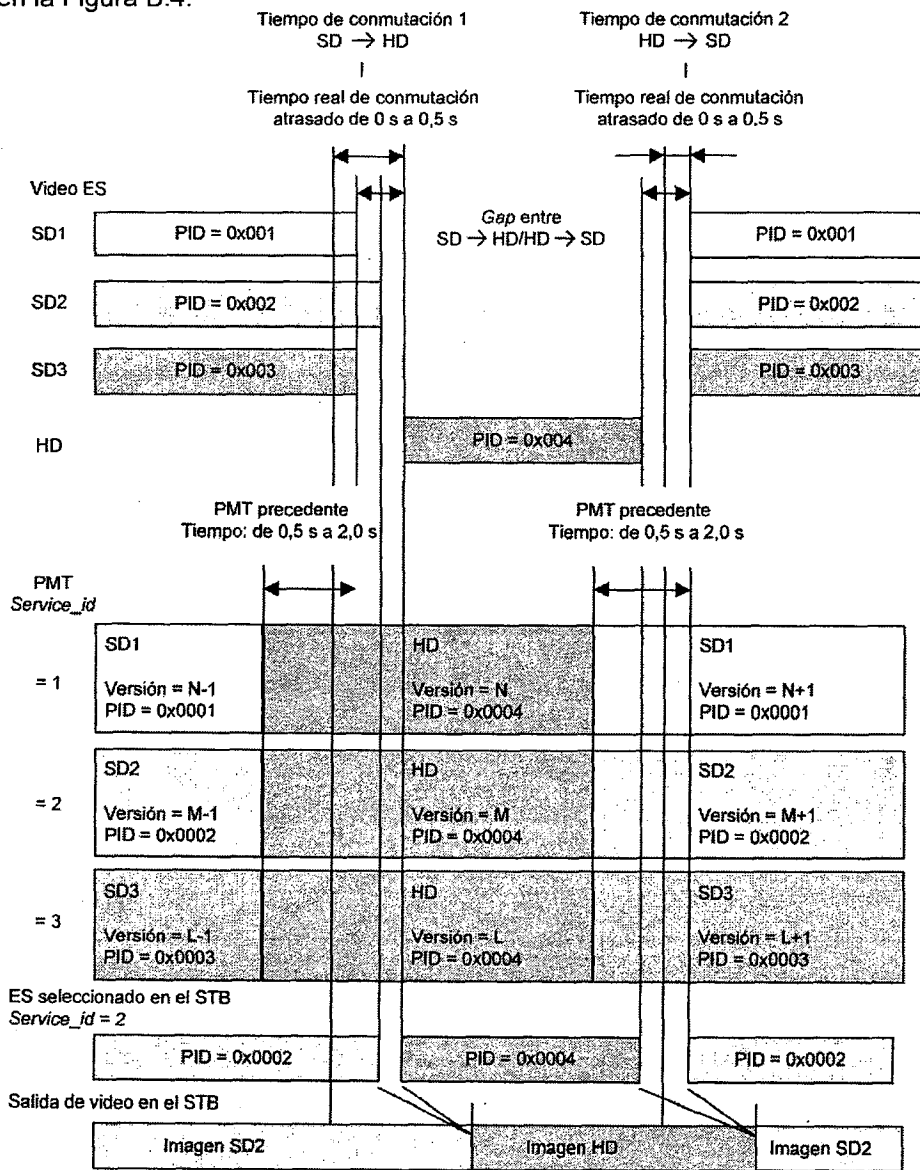 en la Figura B.4.
Tiempo de conmutación 1
SD → HD
Tiempo de conmutación 2
HD → SD
Tiempo real de conmutación
atrasado de 0 s a 0,5 s
Tiempo real de conmutación
atrasado de 0 s a 0.5 s
Video ES
SD1
PID = 0x001
Gap entre
SD → HD/HD → SD
PID = 0x001
SD2
PID = 0x002
PID = 0x002
SD3
PID = 0x003
PID = 0x003
HD
PID = 0x004
PMT precedente
Tiempo: de 0,5 s a 2,0 s
PMT precedente
Tiempo: de 0,5 s a 2,0 s
PMT
Service_id
= 1
SD1
Versión = N-1
PID = 0x0001
HD
Versión = N
PID = 0x0004
SD1
Versión = N+1
PID = 0x0001
= 2
SD2
Versión = M-1
PID = 0x0002
HD
Versión = M
PID = 0x0004
SD2
Versión = M+1
PID = 0x0002
= 3
SD3
Versión = L-1
PID = 0x0003
HD
Versión = L
PID = 0x0004
SD3
Versión = L+1
PID = 0x0003
ES seleccionado en el STB
Service_id = 2
PID = 0x0002
PID = 0x0004
PID = 0x0002
Salida de video en el STB
Imagen SD2
Imagen HD
Imagen SD2